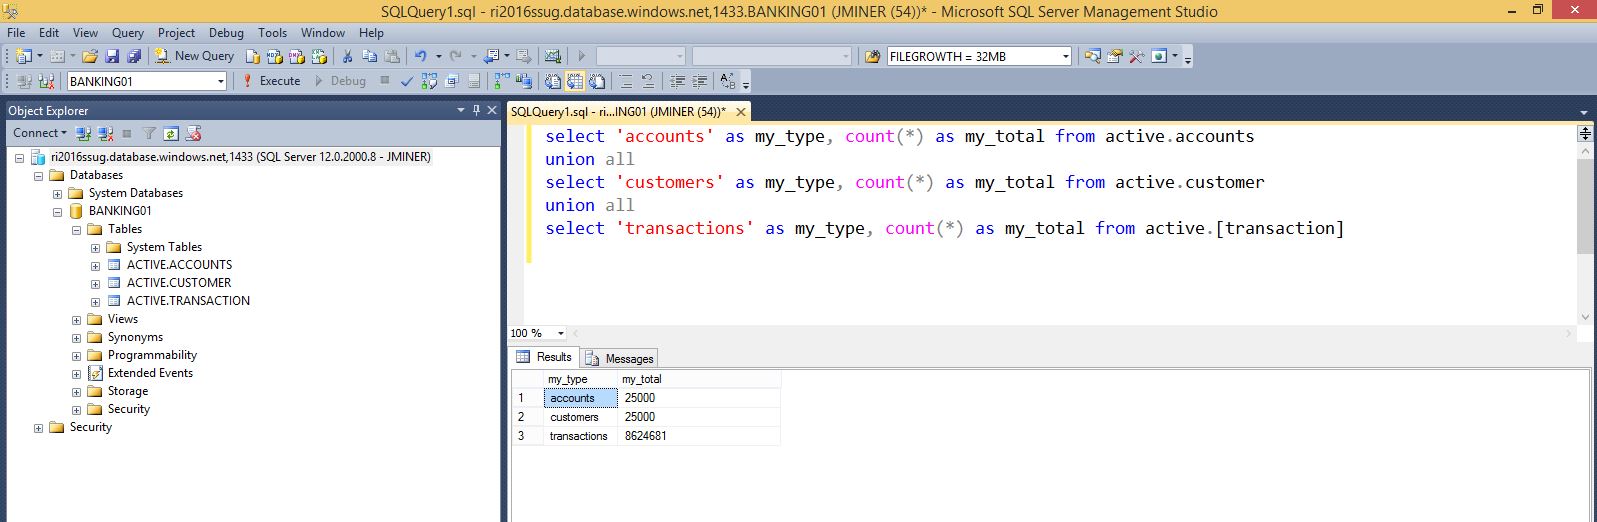 SQLQuery1.sql - ri2016ssug.database.windows.net,1433.BANKING01 (JMINER (54))* - Microsoft SQL Server Management Studio
File Edit View Query Project Debug Tools Window Help
New Query FILEGROWTH = 32MB
BANKING01 Execute Debug
Object Explorer
Connect
ri2016ssug.database.windows.net,1433 (SQL Server 12.0.2000.8 - JMINER)
Databases
System Databases
BANKING01
Tables
System Tables
ACTIVE.ACCOUNTS
ACTIVE.CUSTOMER
ACTIVE.TRANSACTION
Views
Synonyms
Programmability
Extended Events
Storage
Security
Security
SQLQuery1.sql - ri...ING01 (JMINER (54))*
select 'accounts' as my_type, count(*) as my_total from active.accounts
union all
select 'customers' as my_type, count(*) as my_total from active.customer
union all
select 'transactions' as my_type, count(*) as my_total from active.[transaction]
100 %
Results Messages
my_type my_total
1 accounts 25000
2 customers 25000
3 transactions 8624681